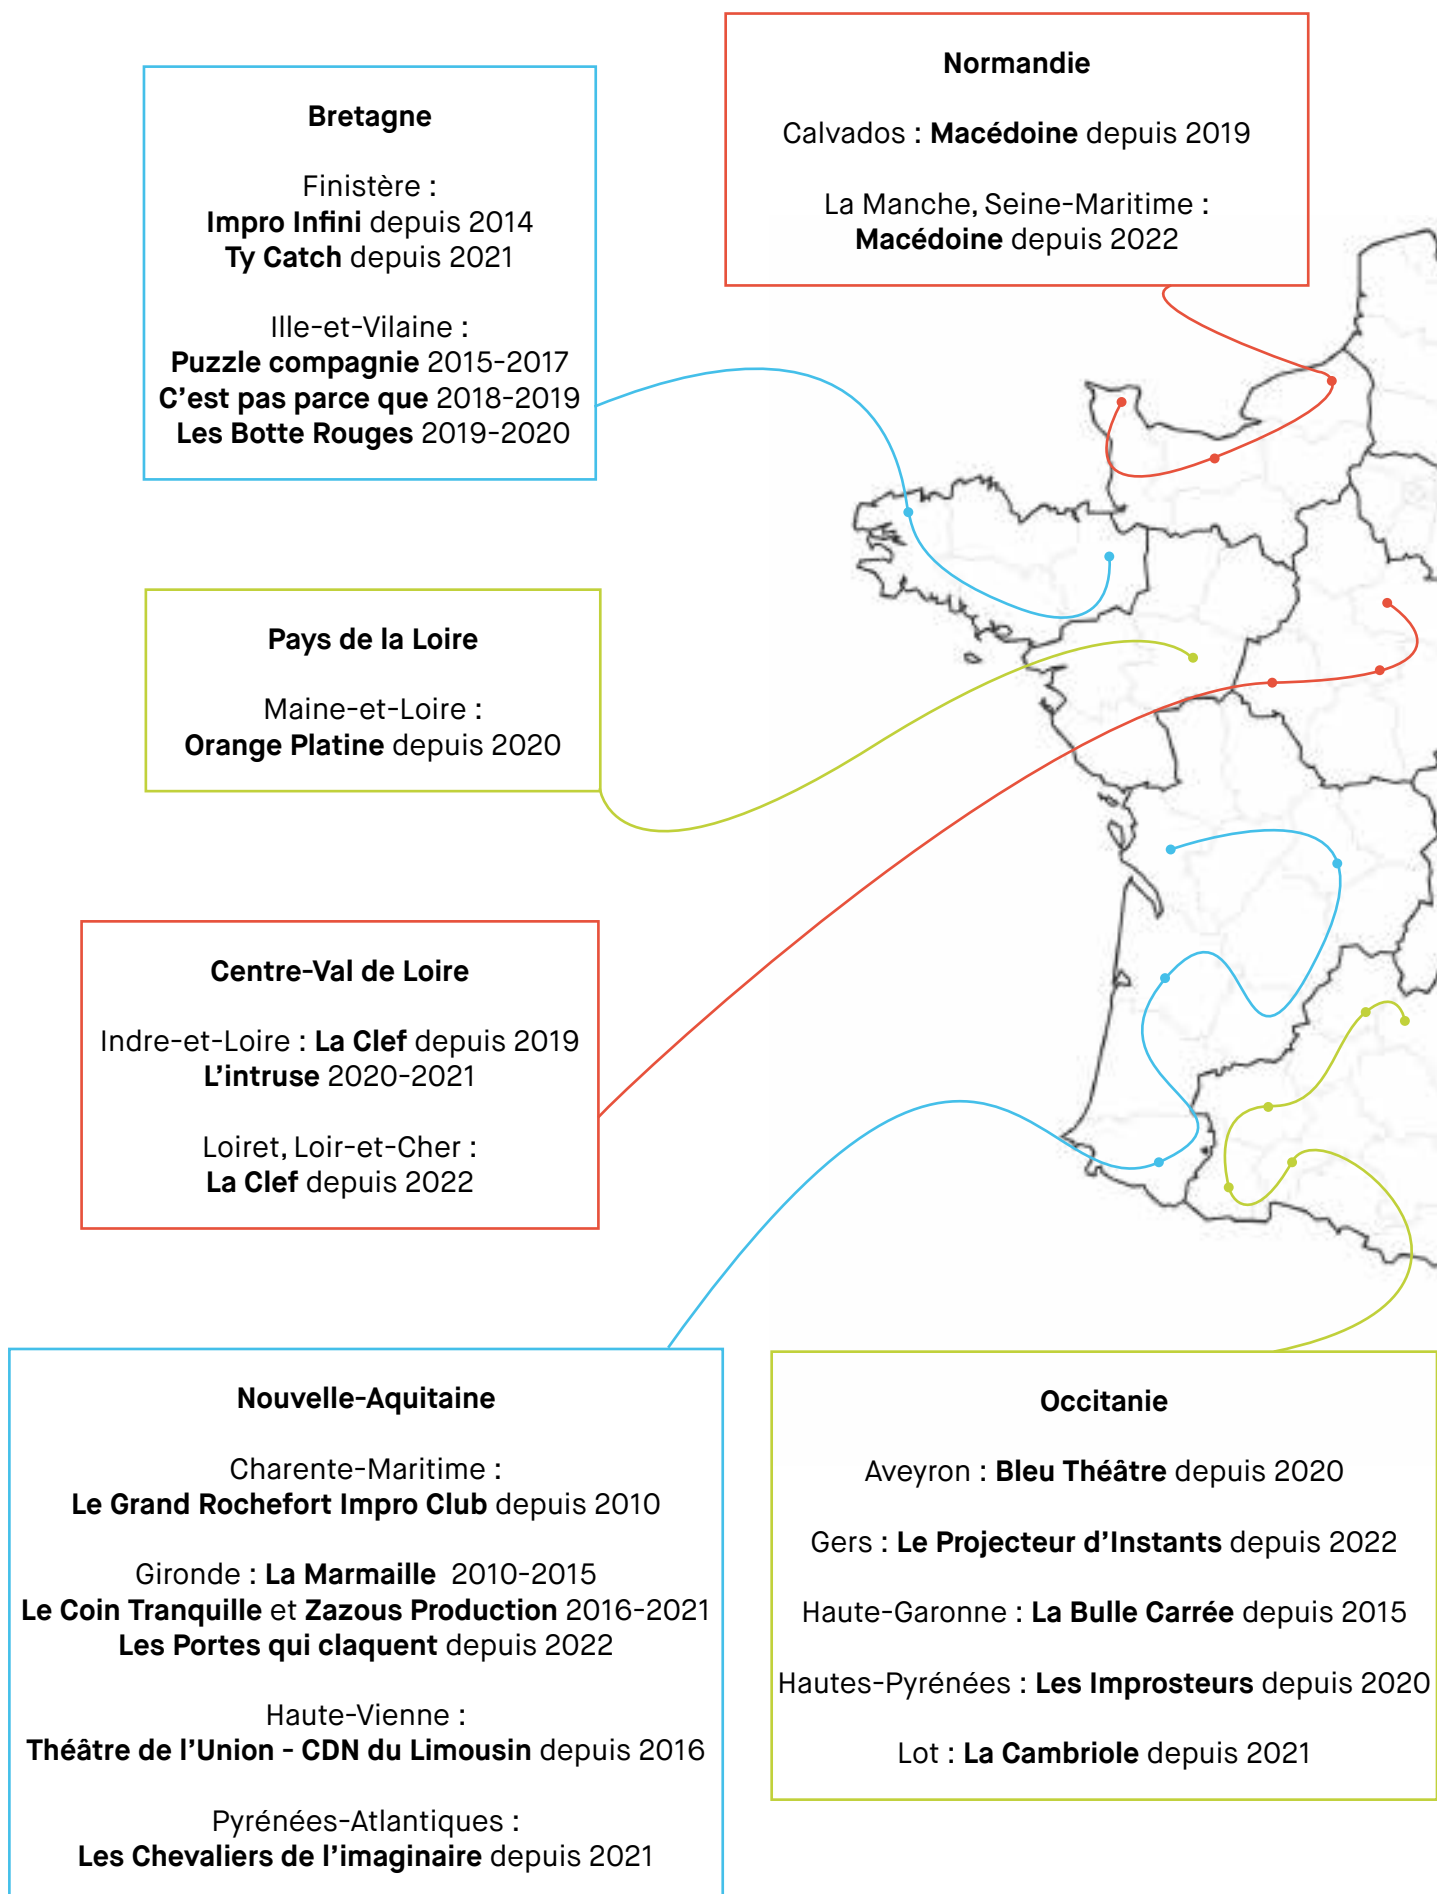 Normandie
Calvados : Macédoine depuis 2019
La Manche, Seine-Maritime :
Macédoine depuis 2022
Bretagne
Finistère :
Impro Infini depuis 2014
Ty Catch depuis 2021
Ille-et-Vilaine :
Puzzle compagnie 2015-2017
C’est pas parce que 2018-2019
Les Botte Rouges 2019-2020
Pays de la Loire
Maine-et-Loire :
Orange Platine depuis 2020
Centre-Val de Loire
Indre-et-Loire : La Clef depuis 2019
L’intruse 2020-2021
Loiret, Loir-et-Cher :
La Clef depuis 2022
Nouvelle-Aquitaine
Charente-Maritime :
Le Grand Rochefort Impro Club depuis 2010
Gironde : La Marmaille 2010-2015
Le Coin Tranquille et Zazous Production 2016-2021
Les Portes qui claquent depuis 2022
Haute-Vienne :
Théâtre de l’Union - CDN du Limousin depuis 2016
Pyrénées-Atlantiques :
Les Chevaliers de l’imaginaire depuis 2021
Occitanie
Aveyron : Bleu Théâtre depuis 2020
Gers : Le Projecteur d’Instants depuis 2022
Haute-Garonne : La Bulle Carrée depuis 2015
Hautes-Pyrénées : Les Improsteurs depuis 2020
Lot : La Cambriole depuis 2021